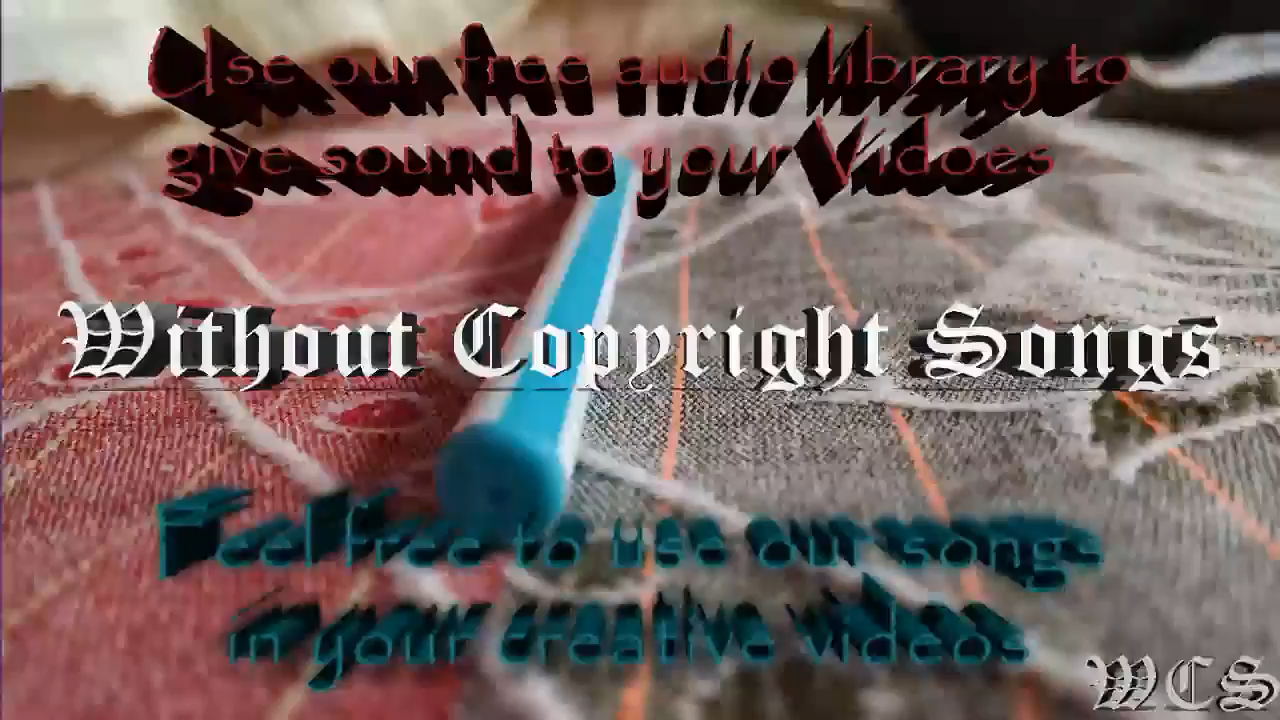 Use our free audio library to
give sound to your Vidoes
Without Copyright Songs
Feel free to use our songs
in your creative videos
WCS